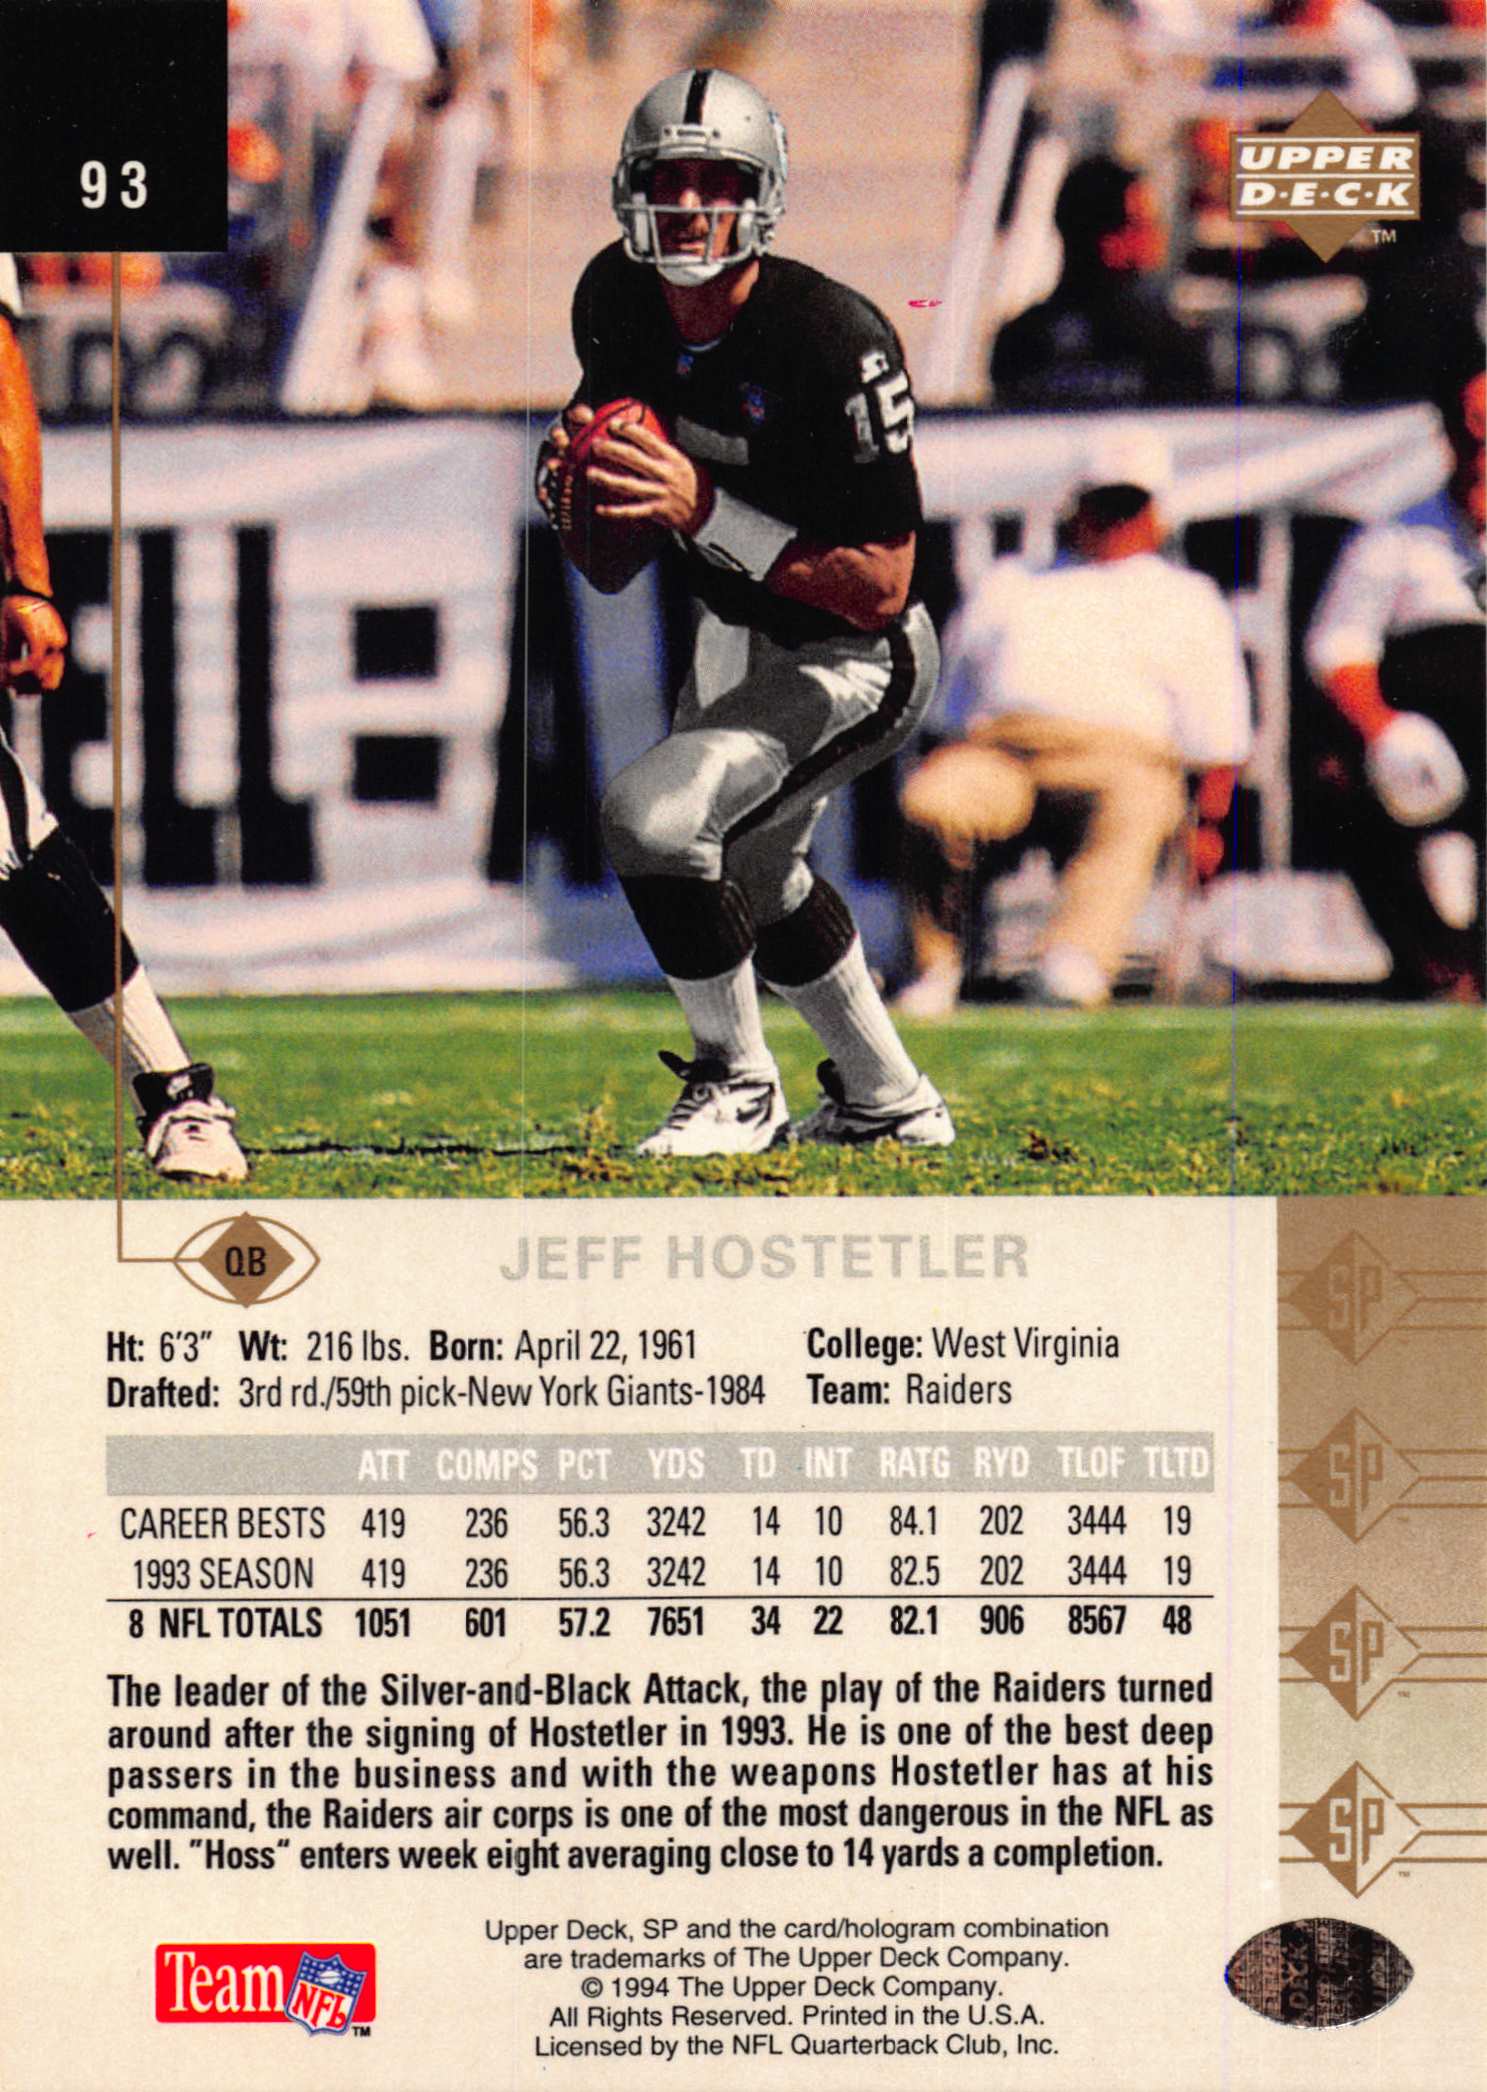 93
UPPER
D·E·C·K
TM
15
QB
JEFF HOSTETLER
Ht: 6'3" Wt: 216 lbs. Born: April 22, 1961 College: West Virginia
Drafted: 3rd rd./59th pick-New York Giants-1984 Team: Raiders
ATT COMPS PCT YDS TD INT RATG RYD TLOF TLTD
CAREER BESTS 419 236 56.3 3242 14 10 84.1 202 3444 19
1993 SEASON 419 236 56.3 3242 14 10 82.5 202 3444 19
8 NFL TOTALS 1051 601 57.2 7651 34 22 82.1 906 8567 48
The leader of the Silver-and-Black Attack, the play of the Raiders turned
around after the signing of Hostetler in 1993. He is one of the best deep
passers in the business and with the weapons Hostetler has at his
command, the Raiders air corps is one of the most dangerous in the NFL as
well. "Hoss" enters week eight averaging close to 14 yards a completion.
SP
SP
SP
SP
Team NFL TM
Upper Deck, SP and the card/hologram combination
are trademarks of The Upper Deck Company.
© 1994 The Upper Deck Company.
All Rights Reserved. Printed in the U.S.A.
Licensed by the NFL Quarterback Club, Inc.